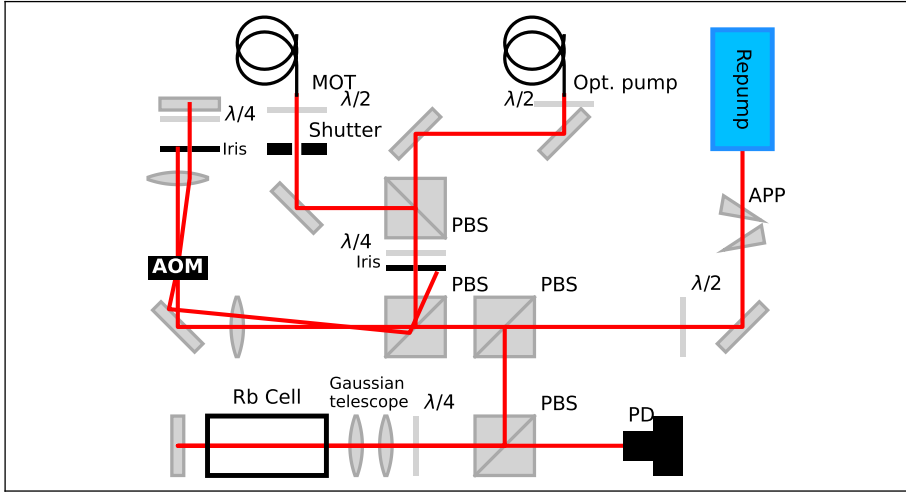 MOT
Opt. pump
Repump
λ/4
λ/2
λ/2
Shutter
Iris
APP
PBS
λ/4
Iris
AOM
PBS
PBS
λ/2
Rb Cell
Gaussian
telescope
λ/4
PBS
PD